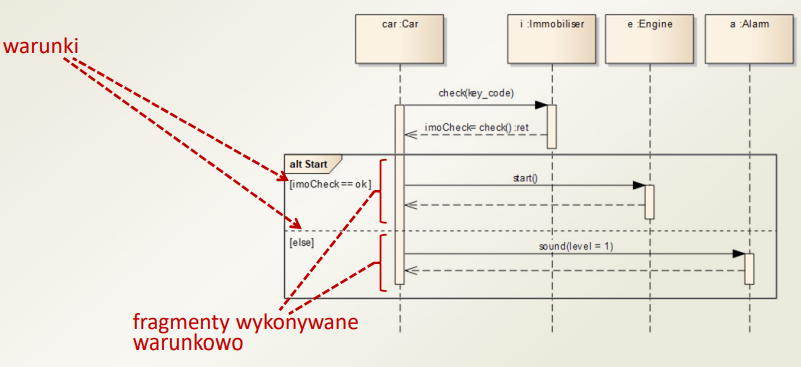 car :Car
i :Immobiliser
e :Engine
a :Alarm
warunki
check(key_code)
imoCheck= check() :ret
alt Start
[imoCheck== ok]
start()
[else]
sound(level = 1)
fragmenty wykonywane
warunkowo